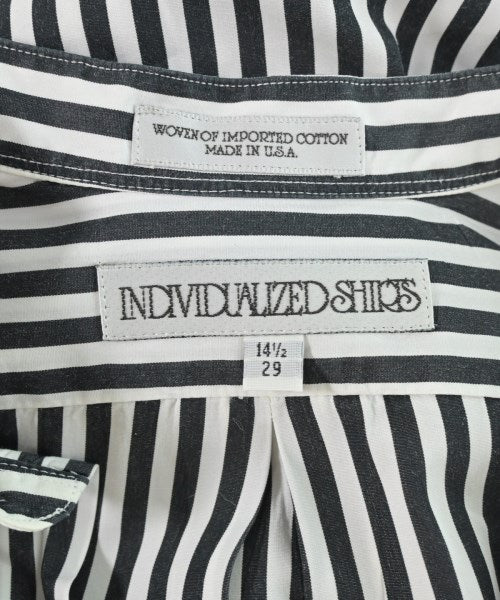 WOVEN OF IMPORTED COTTON
MADE IN U.S.A.
INDIVIDUALIZED SHIRTS
14½
29